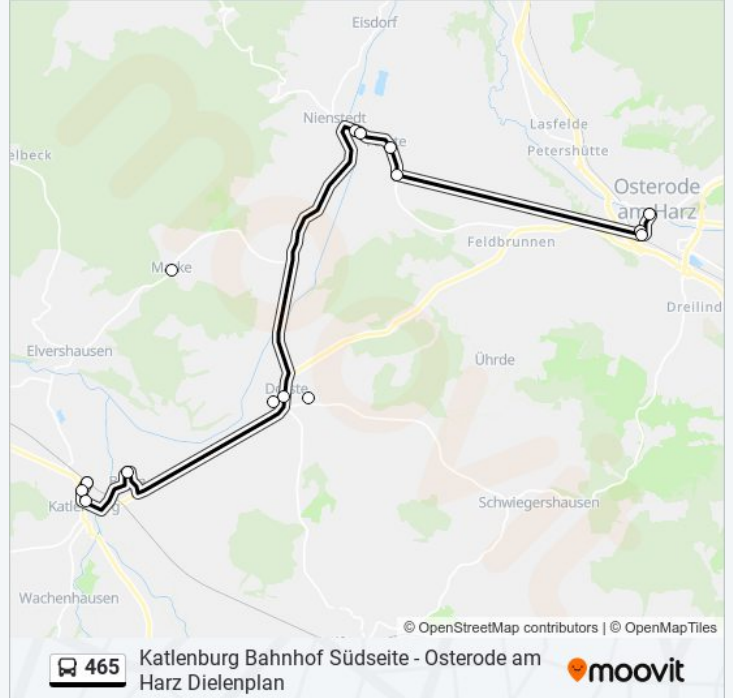 Eisdorf
Nienstedt
Lasfelde
Petershütte
elbeck
Osterode
am Harz
Feldbrunnen
Dreilind
Elvershausen
Ührde
Schwiegershausen
Wachenhausen
© OpenStreetMap contributors | © OpenMapTiles
465
Katlenburg Bahnhof Südseite - Osterode am
Harz Dielenplan
moovit